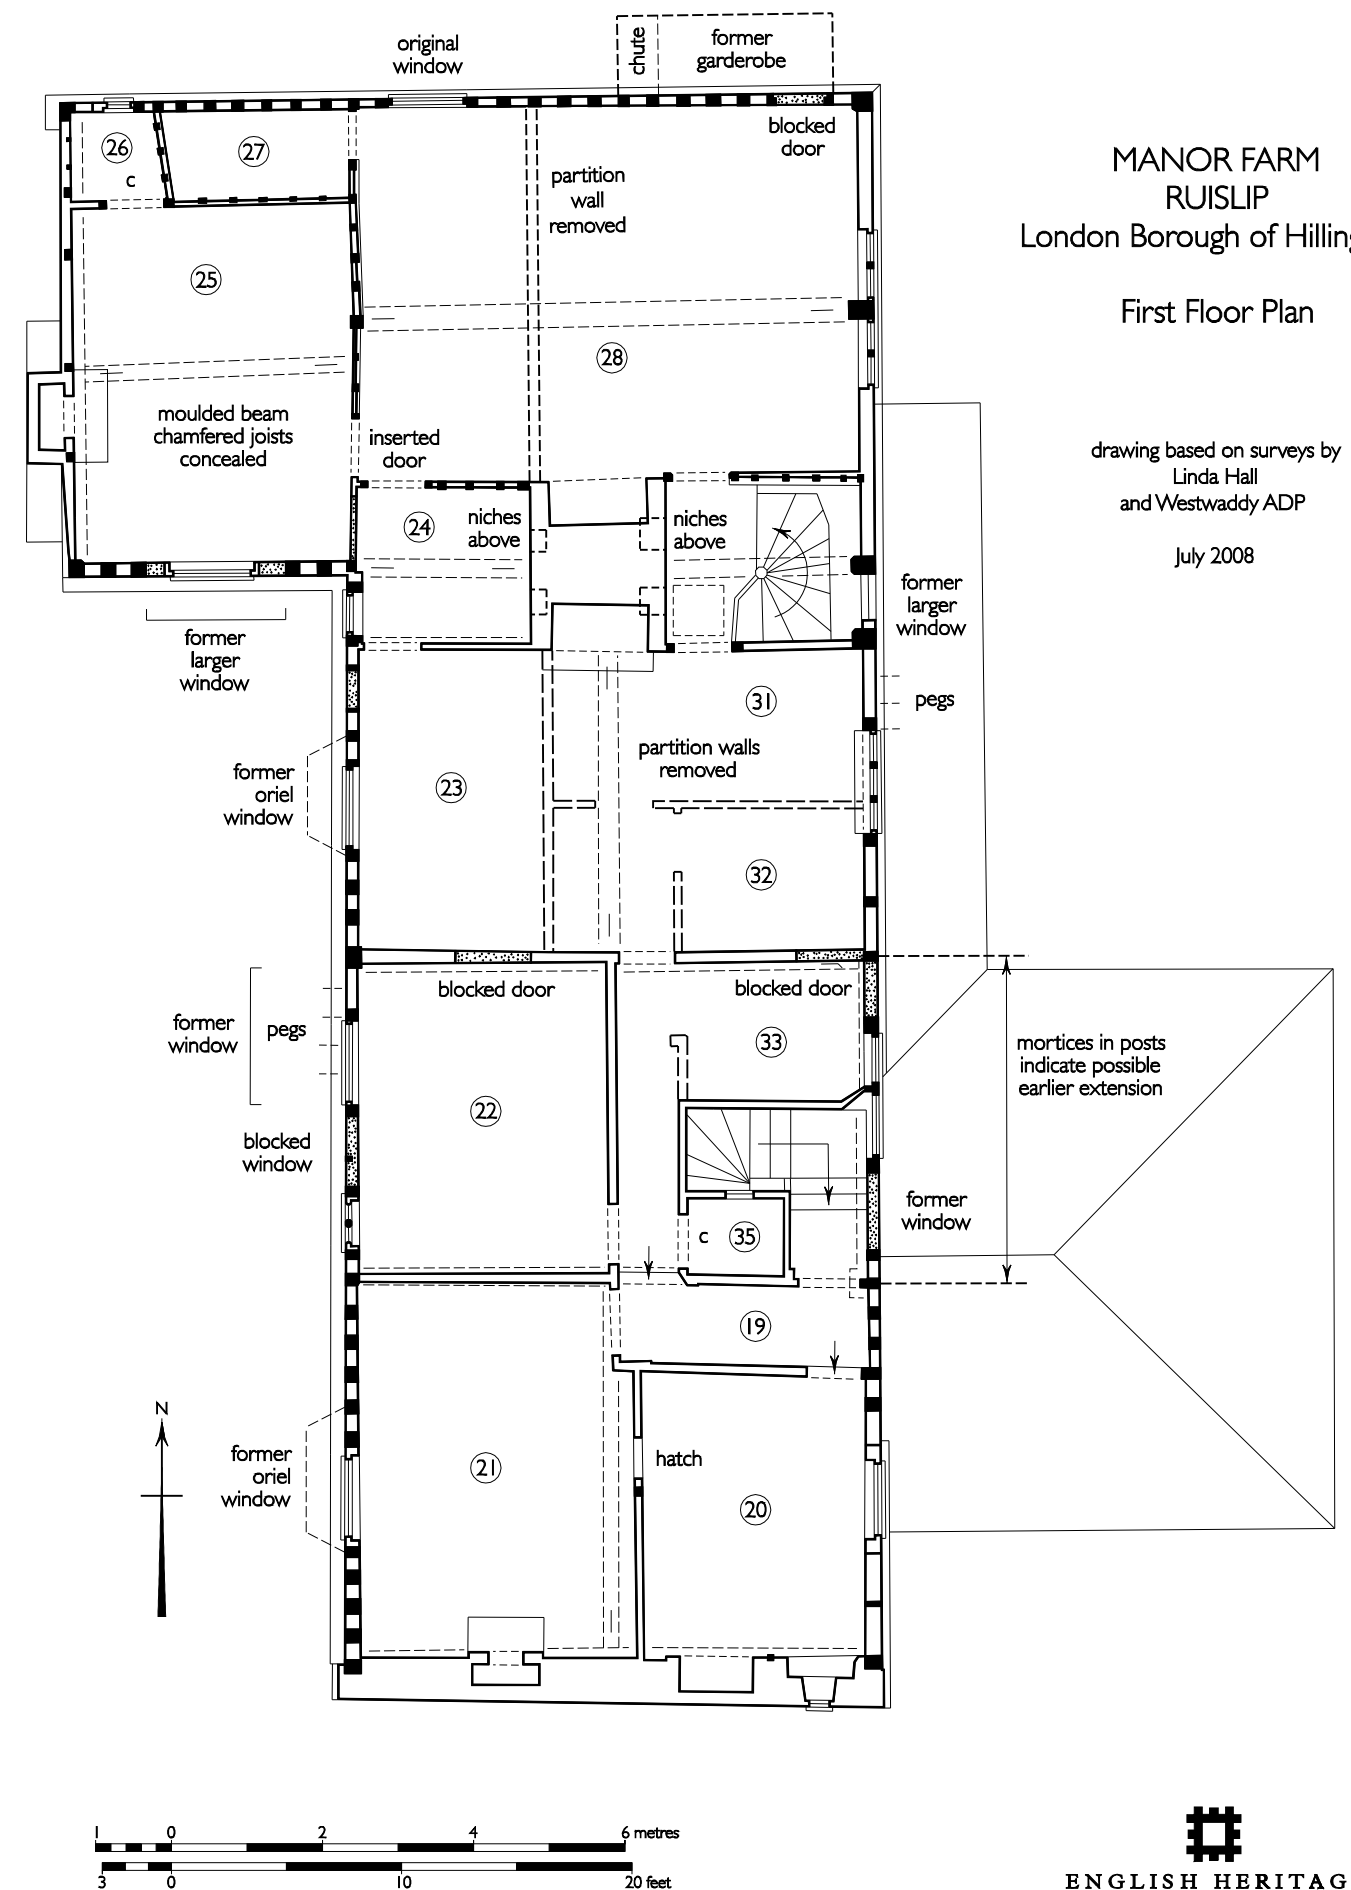 original
window
chute
former
garderobe
blocked
door
26
c
27
partition
wall
removed
MANOR FARM
RUISLIP
London Borough of Hilling
First Floor Plan
25
28
moulded beam
chamfered joists
concealed
inserted
door
drawing based on surveys by
Linda Hall
and Westwaddy ADP
July 2008
24
niches
above
niches
above
former
larger
window
former
larger
window
31
pegs
partition walls
removed
former
oriel
window
23
32
blocked door
blocked door
former
window
pegs
33
mortices in posts
indicate possible
earlier extension
22
blocked
window
former
window
c
35
19
N
former
oriel
window
21
hatch
20
1 0 2 4 6 metres
3 0 10 20 feet
ENGLISH HERITAG